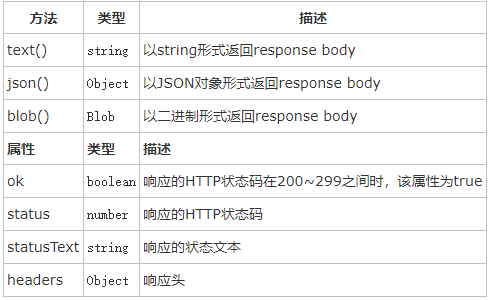 方法 类型 描述
text() string 以string形式返回response body
json() Object 以JSON对象形式返回response body
blob() Blob 以二进制形式返回response body
属性 类型 描述
ok boolean 响应的HTTP状态码在200~299之间时，该属性为true
status number 响应的HTTP状态码
statusText string 响应的状态文本
headers Object 响应头